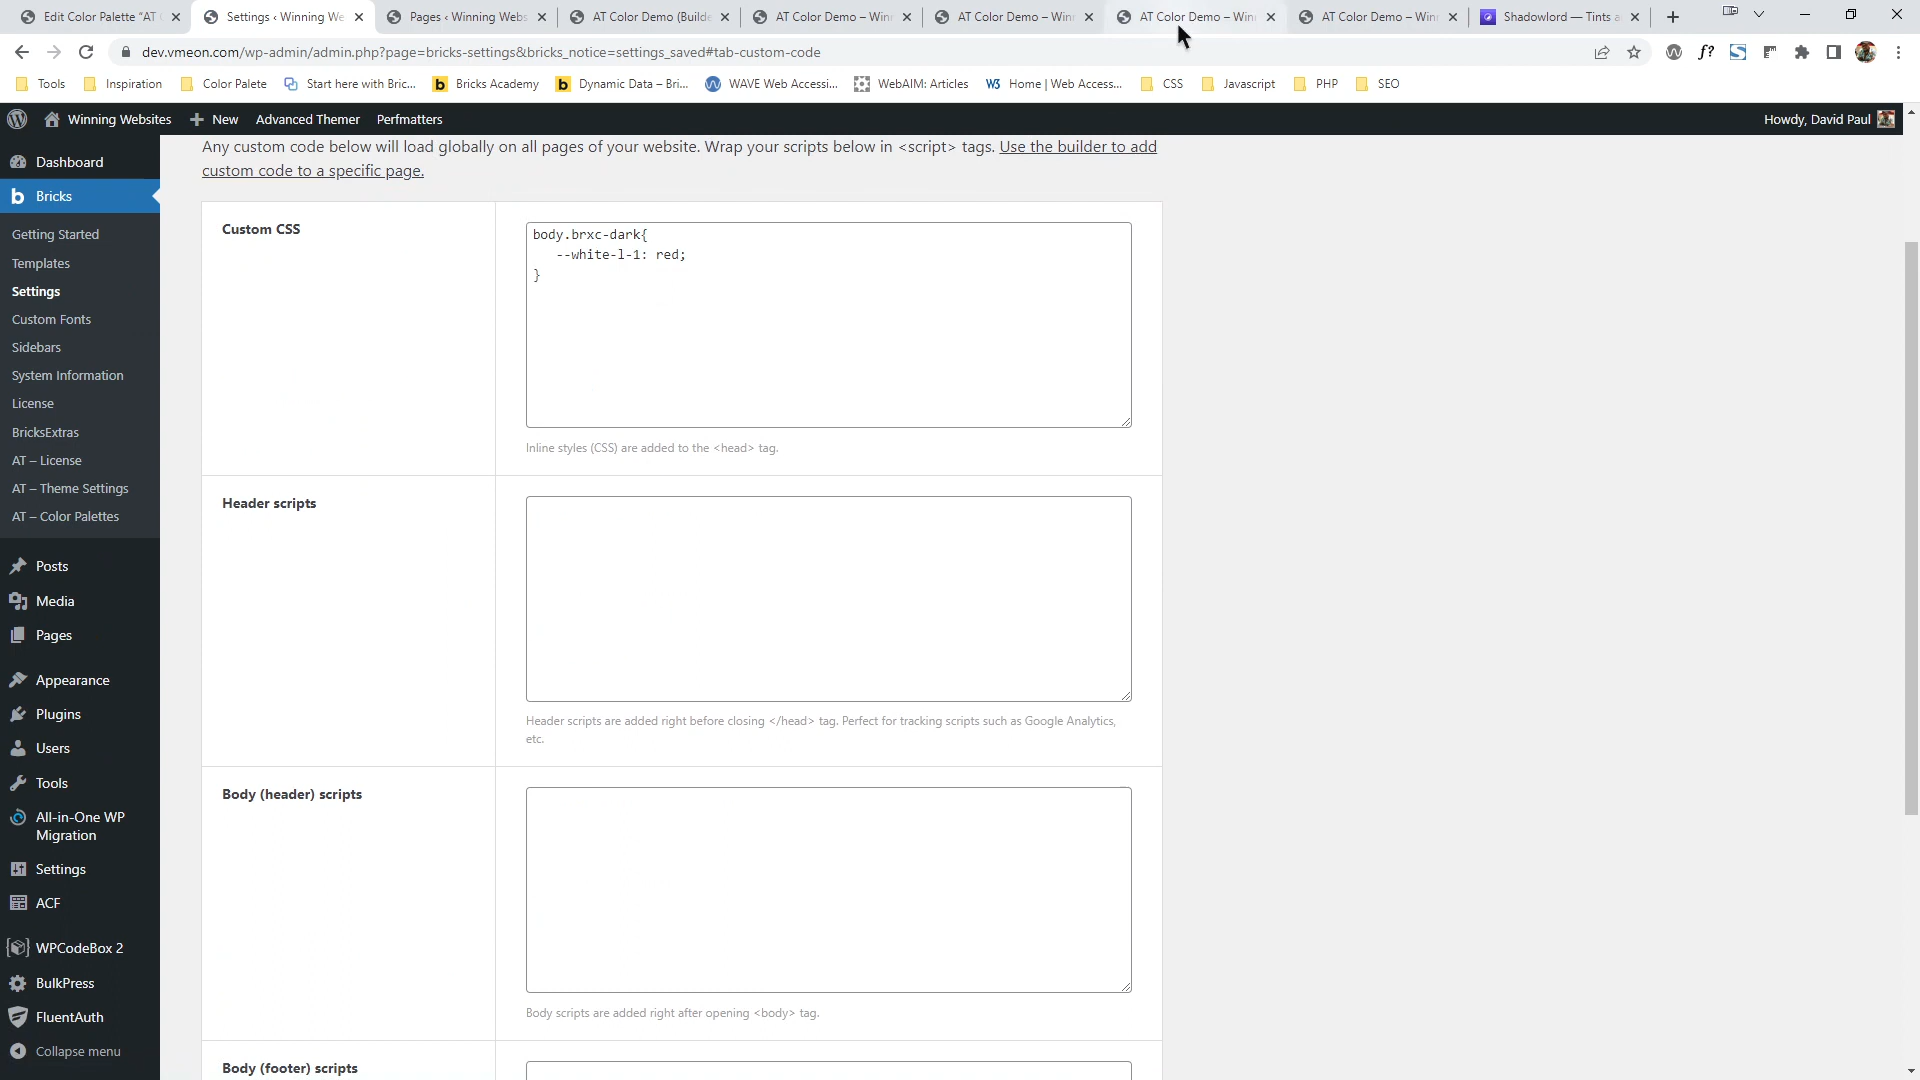 Edit Color Palette "AT C
Settings ‹ Winning We
Pages ‹ Winning Webs
AT Color Demo (Builde
AT Color Demo – Winn
AT Color Demo – Winn
AT Color Demo – Winn
AT Color Demo – Winn
Shadowlord — Tints a
dev.vmeon.com/wp-admin/admin.php?page=bricks-settings&bricks_notice=settings_saved#tab-custom-code
Tools
Inspiration
Color Palete
Start here with Bric...
Bricks Academy
Dynamic Data – Bri...
WAVE Web Accessi...
WebAIM: Articles
W3 Home | Web Access...
CSS
Javascript
PHP
SEO
Winning Websites
New
Advanced Themer
Perfmatters
Howdy, David Paul
Dashboard
Bricks
Getting Started
Templates
Settings
Custom Fonts
Sidebars
System Information
License
BricksExtras
AT – License
AT – Theme Settings
AT – Color Palettes
Posts
Media
Pages
Appearance
Plugins
Users
Tools
All-in-One WP
Migration
Settings
ACF
WPCodeBox 2
BulkPress
FluentAuth
Collapse menu
Any custom code below will load globally on all pages of your website. Wrap your scripts below in <script> tags. Use the builder to add
custom code to a specific page.
Custom CSS
body.brxc-dark{
--white-l-1: red;
}
Inline styles (CSS) are added to the <head> tag.
Header scripts
Header scripts are added right before closing </head> tag. Perfect for tracking scripts such as Google Analytics,
etc.
Body (header) scripts
Body scripts are added right after opening <body> tag.
Body (footer) scripts